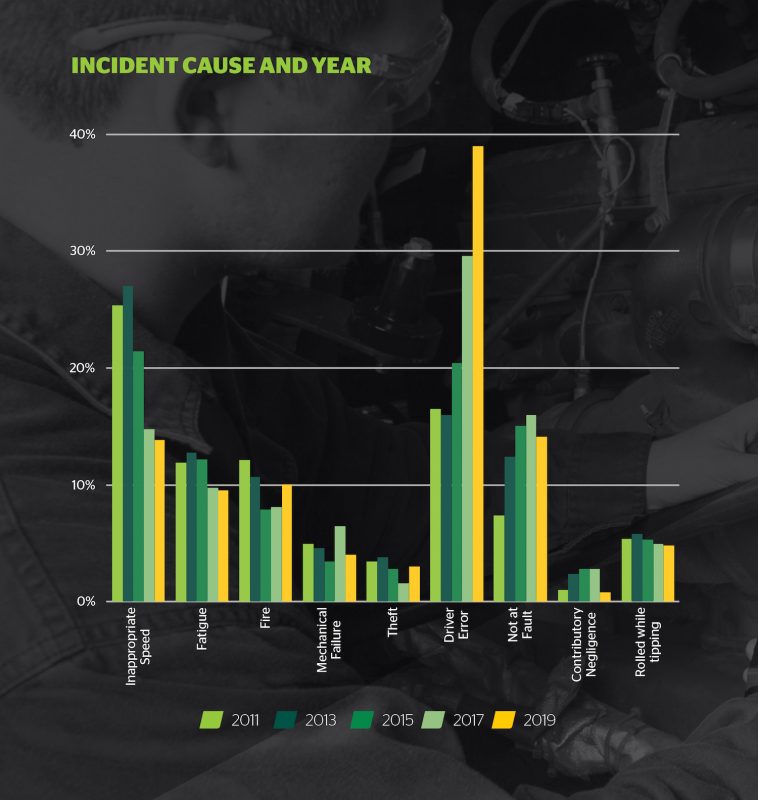 INCIDENT CAUSE AND YEAR
40%
30%
20%
10%
0%
Inappropriate
Speed
Fatigue
Fire
Mechanical
Failure
Theft
Driver
Error
Not at
Fault
Contributory
Negligence
Rolled while
tipping
2011 2013 2015 2017 2019